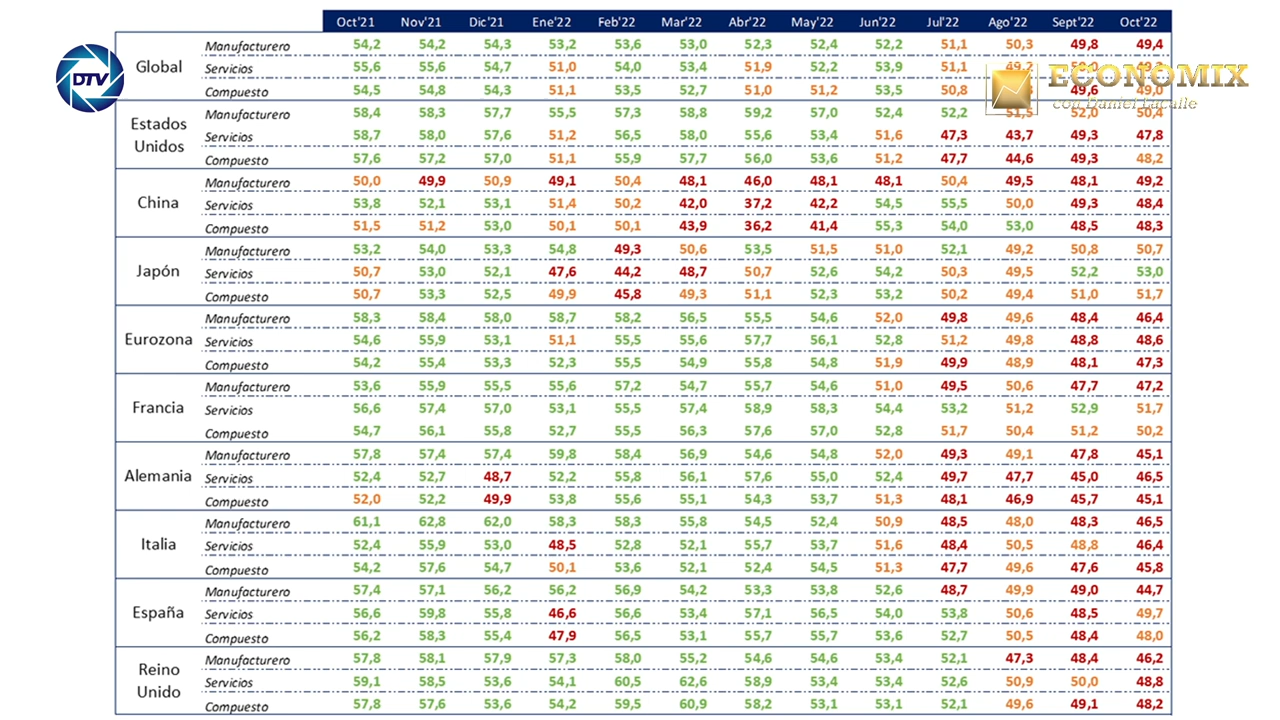 Oct'21 Nov'21 Dic'21 Ene'22 Feb'22 Mar'22 Abr'22 May'22 Jun'22 Jul'22 Ago'22 Sept'22 Oct'22
DTV
ECONOMIX
con Daniel Lacalle
Global
Manufacturero 54,2 54,2 54,3 53,2 53,6 53,0 52,3 52,4 52,2 51,1 50,3 49,8 49,4
Servicios 55,6 55,6 54,7 51,0 54,0 53,4 51,9 52,2 53,9 51,1 49,2
Compuesto 54,5 54,8 54,3 51,1 53,5 52,7 51,0 51,2 53,5 50,8 49,6 49,0
Estados Unidos
Manufacturero 58,4 58,3 57,7 55,5 57,3 58,8 59,2 57,0 52,4 52,2 51,5 52,0 50,4
Servicios 58,7 58,0 57,6 51,2 56,5 58,0 55,6 53,4 51,6 47,3 43,7 49,3 47,8
Compuesto 57,6 57,2 57,0 51,1 55,9 57,7 56,0 53,6 51,2 47,7 44,6 49,3 48,2
China
Manufacturero 50,0 49,9 50,9 49,1 50,4 48,1 46,0 48,1 48,1 50,4 49,5 48,1 49,2
Servicios 53,8 52,1 53,1 51,4 50,2 42,0 37,2 42,2 54,5 55,5 50,0 49,3 48,4
Compuesto 51,5 51,2 53,0 50,1 50,1 43,9 36,2 41,4 55,3 54,0 53,0 48,5 48,3
Japón
Manufacturero 53,2 54,0 53,3 54,8 49,3 50,6 53,5 51,5 51,0 52,1 49,2 50,8 50,7
Servicios 50,7 53,0 52,1 47,6 44,2 48,7 50,7 52,6 54,2 50,3 49,5 52,2 53,0
Compuesto 50,7 53,3 52,5 49,9 45,8 49,3 51,1 52,3 53,2 50,2 49,4 51,0 51,7
Eurozona
Manufacturero 58,3 58,4 58,0 58,7 58,2 56,5 55,5 54,6 52,0 49,8 49,6 48,4 46,4
Servicios 54,6 55,9 53,1 51,1 55,5 55,6 57,7 56,1 52,8 51,2 49,8 48,8 48,6
Compuesto 54,2 55,4 53,3 52,3 55,5 54,9 55,8 54,8 51,9 49,9 48,9 48,1 47,3
Francia
Manufacturero 53,6 55,9 55,5 55,6 57,2 54,7 55,7 54,6 51,0 49,5 50,6 47,7 47,2
Servicios 56,6 57,4 57,0 53,1 55,5 57,4 58,9 58,3 54,4 53,2 51,2 52,9 51,7
Compuesto 54,7 56,1 55,8 52,7 55,5 56,3 57,6 57,0 52,8 51,7 50,4 51,2 50,2
Alemania
Manufacturero 57,8 57,4 57,4 59,8 58,4 56,9 54,6 54,8 52,0 49,3 49,1 47,8 45,1
Servicios 52,4 52,7 48,7 52,2 55,8 56,1 57,6 55,0 52,4 49,7 47,7 45,0 46,5
Compuesto 52,0 52,2 49,9 53,8 55,6 55,1 54,3 53,7 51,3 48,1 46,9 45,7 45,1
Italia
Manufacturero 61,1 62,8 62,0 58,3 58,3 55,8 54,5 52,4 50,9 48,5 48,0 48,3 46,5
Servicios 52,4 55,9 53,0 48,5 52,8 52,1 55,7 53,7 51,6 48,4 50,5 48,8 46,4
Compuesto 54,2 57,6 54,7 50,1 53,6 52,1 52,4 54,5 51,3 47,7 49,6 47,6 45,8
España
Manufacturero 57,4 57,1 56,2 56,2 56,9 54,2 53,3 53,8 52,6 48,7 49,9 49,0 44,7
Servicios 56,6 59,8 55,8 46,6 56,6 53,4 57,1 56,5 54,0 53,8 50,6 48,5 49,7
Compuesto 56,2 58,3 55,4 47,9 56,5 53,1 55,7 55,7 53,6 52,7 50,5 48,4 48,0
Reino Unido
Manufacturero 57,8 58,1 57,9 57,3 58,0 55,2 54,6 54,6 53,4 52,1 47,3 48,4 46,2
Servicios 59,1 58,5 53,6 54,1 60,5 62,6 58,9 53,4 53,4 52,6 50,9 50,0 48,8
Compuesto 57,8 57,6 53,6 54,2 59,5 60,9 58,2 53,1 53,1 52,1 49,6 49,1 48,2